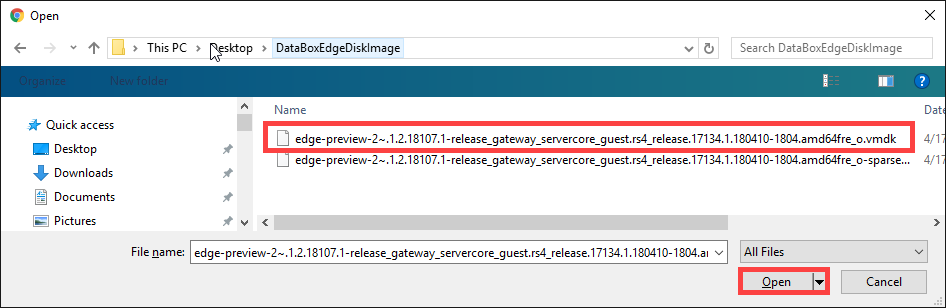 Open
This PC > Desktop > DataBoxEdgeDiskImage
Search DataBoxEdgeDiskImage
Organize New folder
?
Name
Quick access
edge-preview-2~.1.2.18107.1-release_gateway_servercore_guest.rs4_release.17134.1.180410-1804.amd64fre_o.vmdk 4/17
Desktop
edge-preview-2~.1.2.18107.1-release_gateway_servercore_guest.rs4_release.17134.1.180410-1804.amd64fre_o-sparse... 4/17
Downloads
Documents
Pictures
File name: edge-preview-2~.1.2.18107.1-release_gateway_servercore_guest.rs4_release.17134.1.180410-1804.ar
All Files
Open Cancel